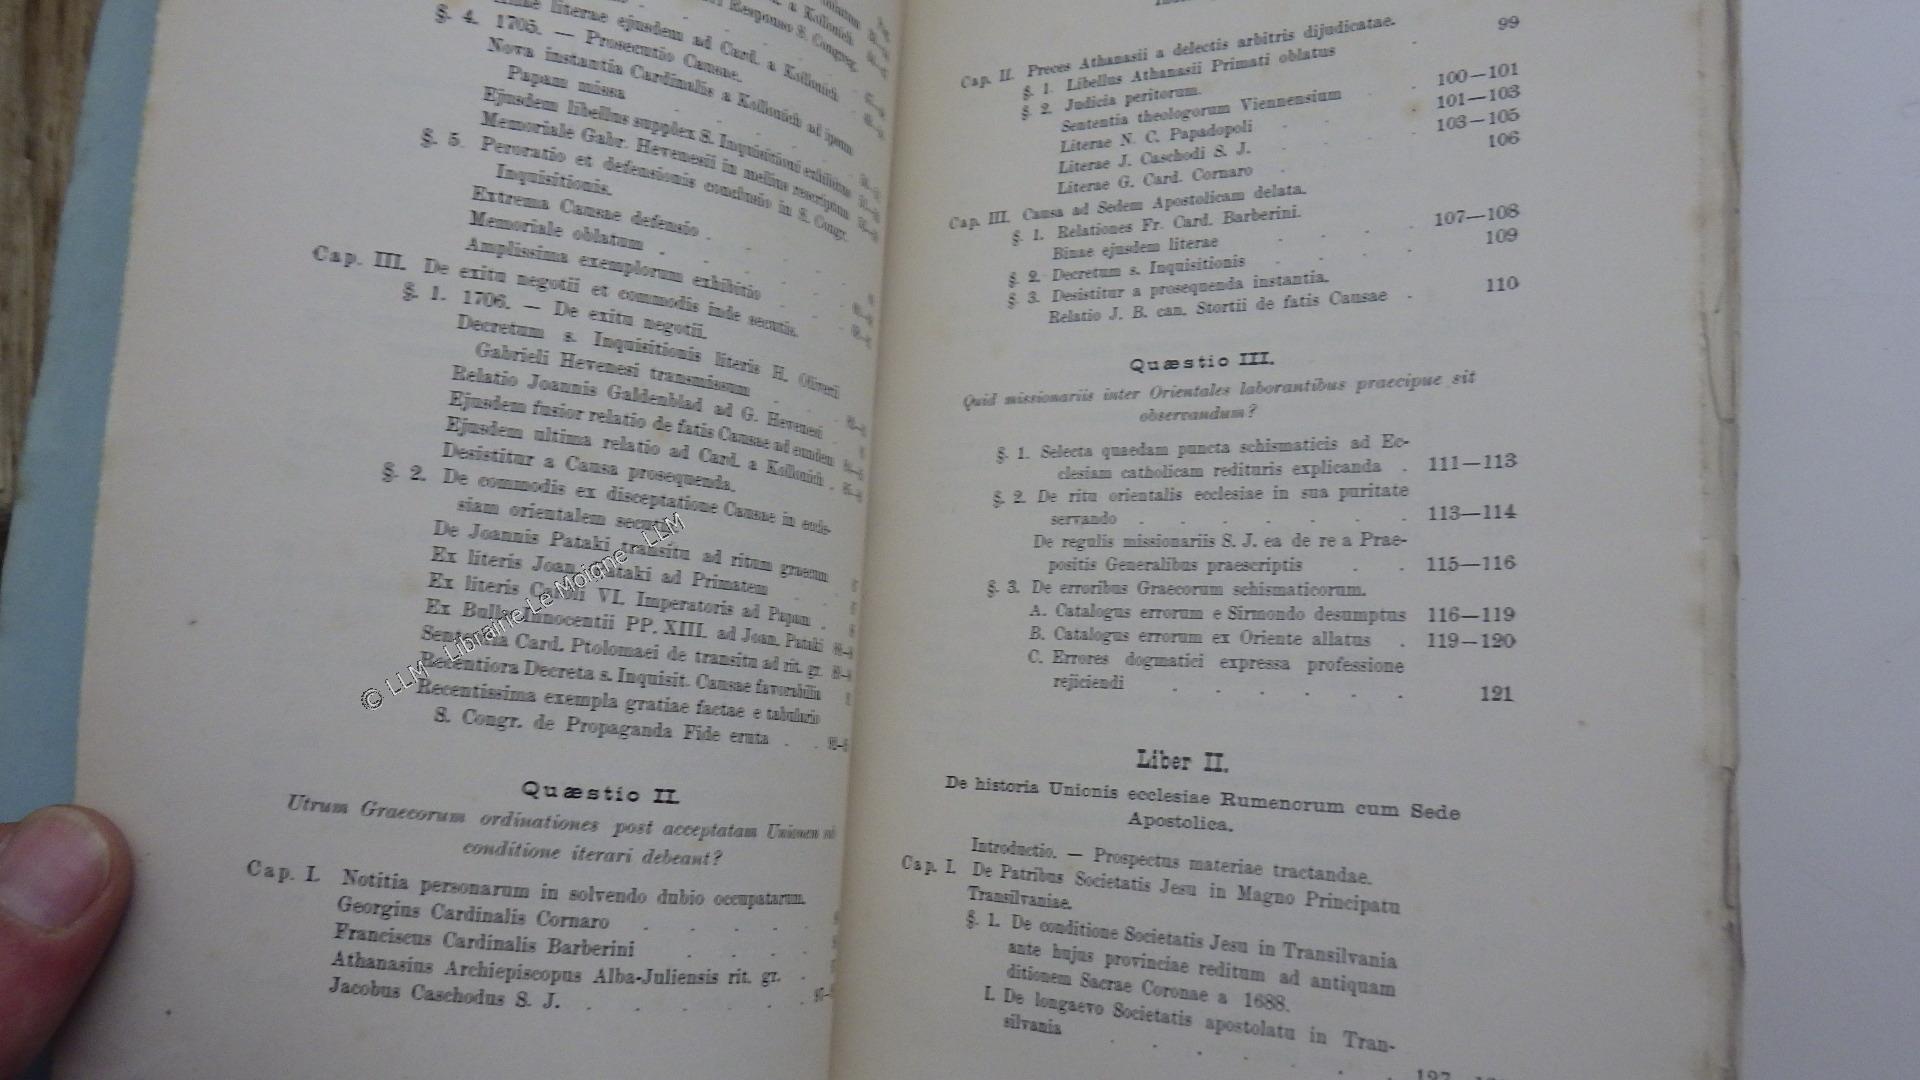 literae ejusdem ad Card. a Kollonich
§. 4. 1705. — Prosecutio Causae.
Nova instantia Cardinalis a Kollonich ad ipsum
Papam missa
Ejusdem libellus supplex S. Inquisitioni exhibitus
Memoriale Gabr. Hevenesii in melius rescriptum
§. 5. Peroratio et defensionis conclusio in S. Congr.
Inquisitionis.
Extrema Causae defensio .
Memoriale oblatum
Amplissima exemplorum exhibitio
Cap. III. De exitu negotii et commodis inde secutis.
§. 1. 1706. — De exitu negotii.
Decretum s. Inquisitionis literis H. Oliverii
Gabrieli Hevenesi transmissum
Relatio Joannis Galdenblad ad G. Hevenesi
Ejusdem fusior relatio de fatis Causae ad eundem
Ejusdem ultima relatio ad Card. a Kollonich
Desistitur a Causa prosequenda.
§. 2. De commodis ex disceptatione Causae in eccle-
siam orientalem secutis
De Joannis Pataki transitu ad ritum graecum
Ex literis Joan. Pataki ad Primatem
Ex literis Caroli VI. Imperatoris ad Papam .
Ex Bulla Innocentii PP. XIII. ad Joan. Pataki
Sententia Card. Ptolomaei de transitu ad rit. gr.
Recentiora Decreta s. Inquisit. Causae favorabilia
Recentissima exempla gratiae factae e tabulario
S. Congr. de Propaganda Fide eruta
Quæstio II.
Utrum Graecorum ordinationes post acceptatam Unionem
conditione iterari debeant?
Cap. I. Notitia personarum in solvendo dubio occupatarum.
Georgius Cardinalis Cornaro
Franciscus Cardinalis Barberini
Athanasius Archiepiscopus Alba-Juliensis rit. gr.
Jacobus Caschodus S. J.
© LLM - Librairie Le Moigne - LLM
Cap. II. Preces Athanasii a delectis arbitris dijudicatae.
§. 1. Libellus Athanasii Primati oblatus . 99
§. 2. Judicia peritorum.
Sententia theologorum Viennensium . 100—101
Literae N. C. Papadopoli . 101—103
Literae J. Caschodi S. J. . 103—105
Literae G. Card. Cornaro . 106
Cap. III. Causa ad Sedem Apostolicam delata.
§. 1. Relationes Fr. Card. Barberini.
Binae ejusdem literae . 107—108
§ 2. Decretum s. Inquisitionis . 109
§ 3. Desistitur a prosequenda instantia.
Relatio J. B. can. Stortii de fatis Causae . 110
Quæstio III.
Quid missionariis inter Orientales laborantibus praecipue sit
observandum?
§. 1. Selecta quaedam puncta schismaticis ad Ec-
clesiam catholicam redituris explicanda . 111—113
§. 2. De ritu orientalis ecclesiae in sua puritate
servando . . . . . . . 113—114
De regulis missionariis S. J. ea de re a Prae-
positis Generalibus praescriptis . . 115—116
§. 3. De erroribus Graecorum schismaticorum.
A. Catalogus errorum e Sirmondo desumptus 116—119
B. Catalogus errorum ex Oriente allatus . 119—120
C. Errores dogmatici expressa professione
rejiciendi . . . . . . 121
Liber II.
De historia Unionis ecclesiae Rumenorum cum Sede
Apostolica.
Introductio. — Prospectus materiae tractandae.
Cap. I. De Patribus Societatis Jesu in Magno Principatu
Transilvaniae.
§. 1. De conditione Societatis Jesu in Transilvania
ante hujus provinciae reditum ad antiquam
ditionem Sacrae Coronae a 1688.
I. De longaevo Societatis apostolatu in Tran-
silvania